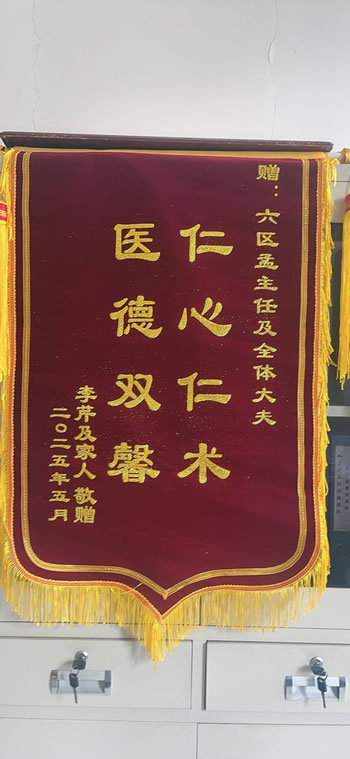 赠：六区孟主任及全体大夫
仁心仁术
医德双馨
李芹及家人 敬赠
二〇二五年五月